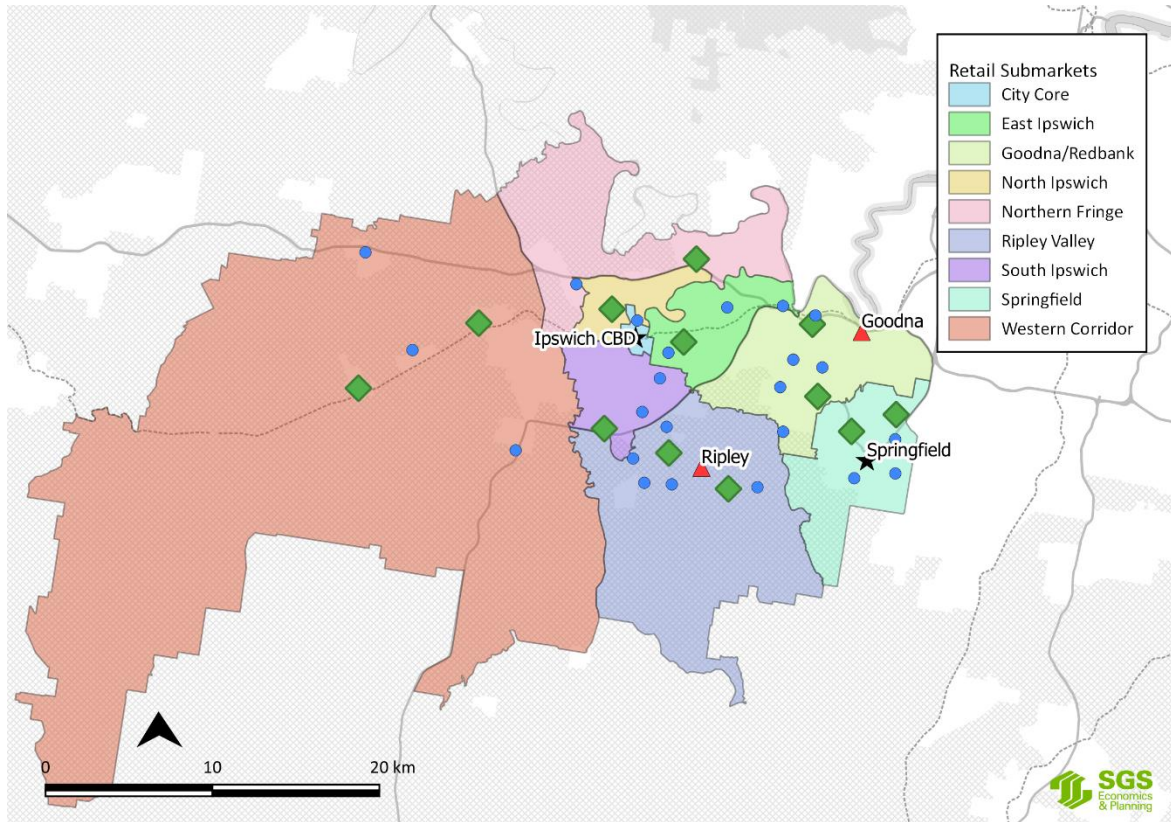 Retail Submarkets
City Core
East Ipswich
Goodna/Redbank
North Ipswich
Northern Fringe
Ripley Valley
South Ipswich
Springfield
Western Corridor
Goodna
Ipswich CBD
Springfield
Ripley
0 10 20 km
SGS
Economics
& Planning